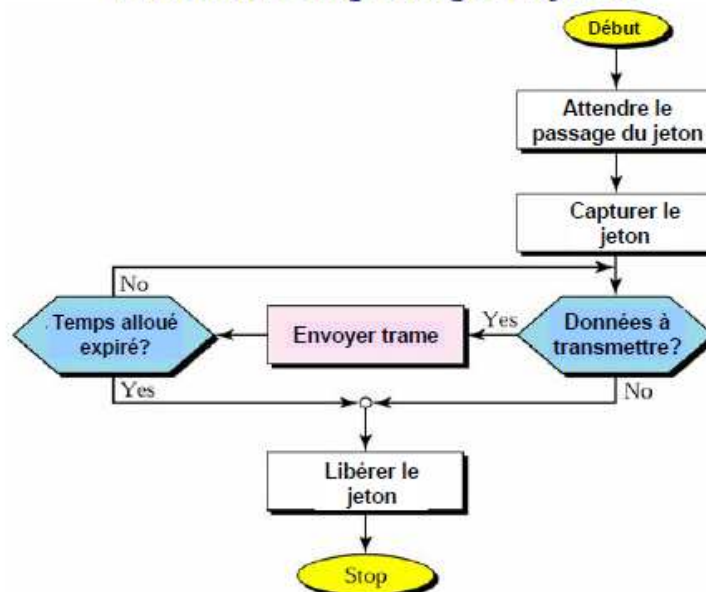 Début
Attendre le
passage du jeton
Capturer le
jeton
No
Temps alloué
expiré?
Envoyer trame
Yes
Données à
transmettre?
Yes
No
Libérer le
jeton
Stop